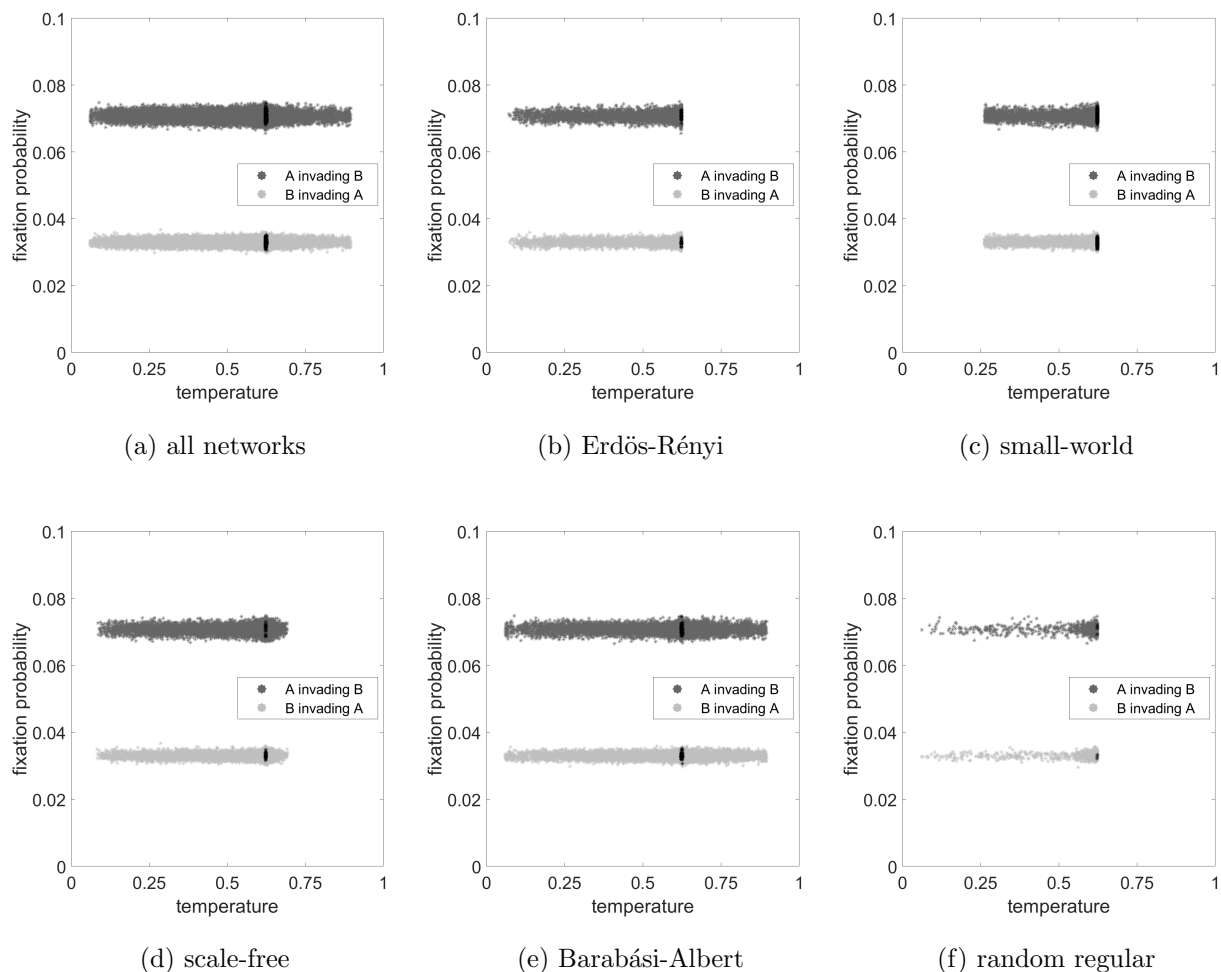 0.1
0.08
0.06
0.04
0.02
0
fixation probability
A invading B
B invading A
0 0.25 0.5 0.75 1
temperature
(a) all networks
0.1
0.08
0.06
0.04
0.02
0
fixation probability
A invading B
B invading A
0 0.25 0.5 0.75 1
temperature
(b) Erdös-Rényi
0.1
0.08
0.06
0.04
0.02
0
fixation probability
A invading B
B invading A
0 0.25 0.5 0.75 1
temperature
(c) small-world
0.1
0.08
0.06
0.04
0.02
0
fixation probability
A invading B
B invading A
0 0.25 0.5 0.75 1
temperature
(d) scale-free
0.1
0.08
0.06
0.04
0.02
0
fixation probability
A invading B
B invading A
0 0.25 0.5 0.75 1
temperature
(e) Barabási-Albert
0.1
0.08
0.06
0.04
0.02
0
fixation probability
A invading B
B invading A
0 0.25 0.5 0.75 1
temperature
(f) random regular